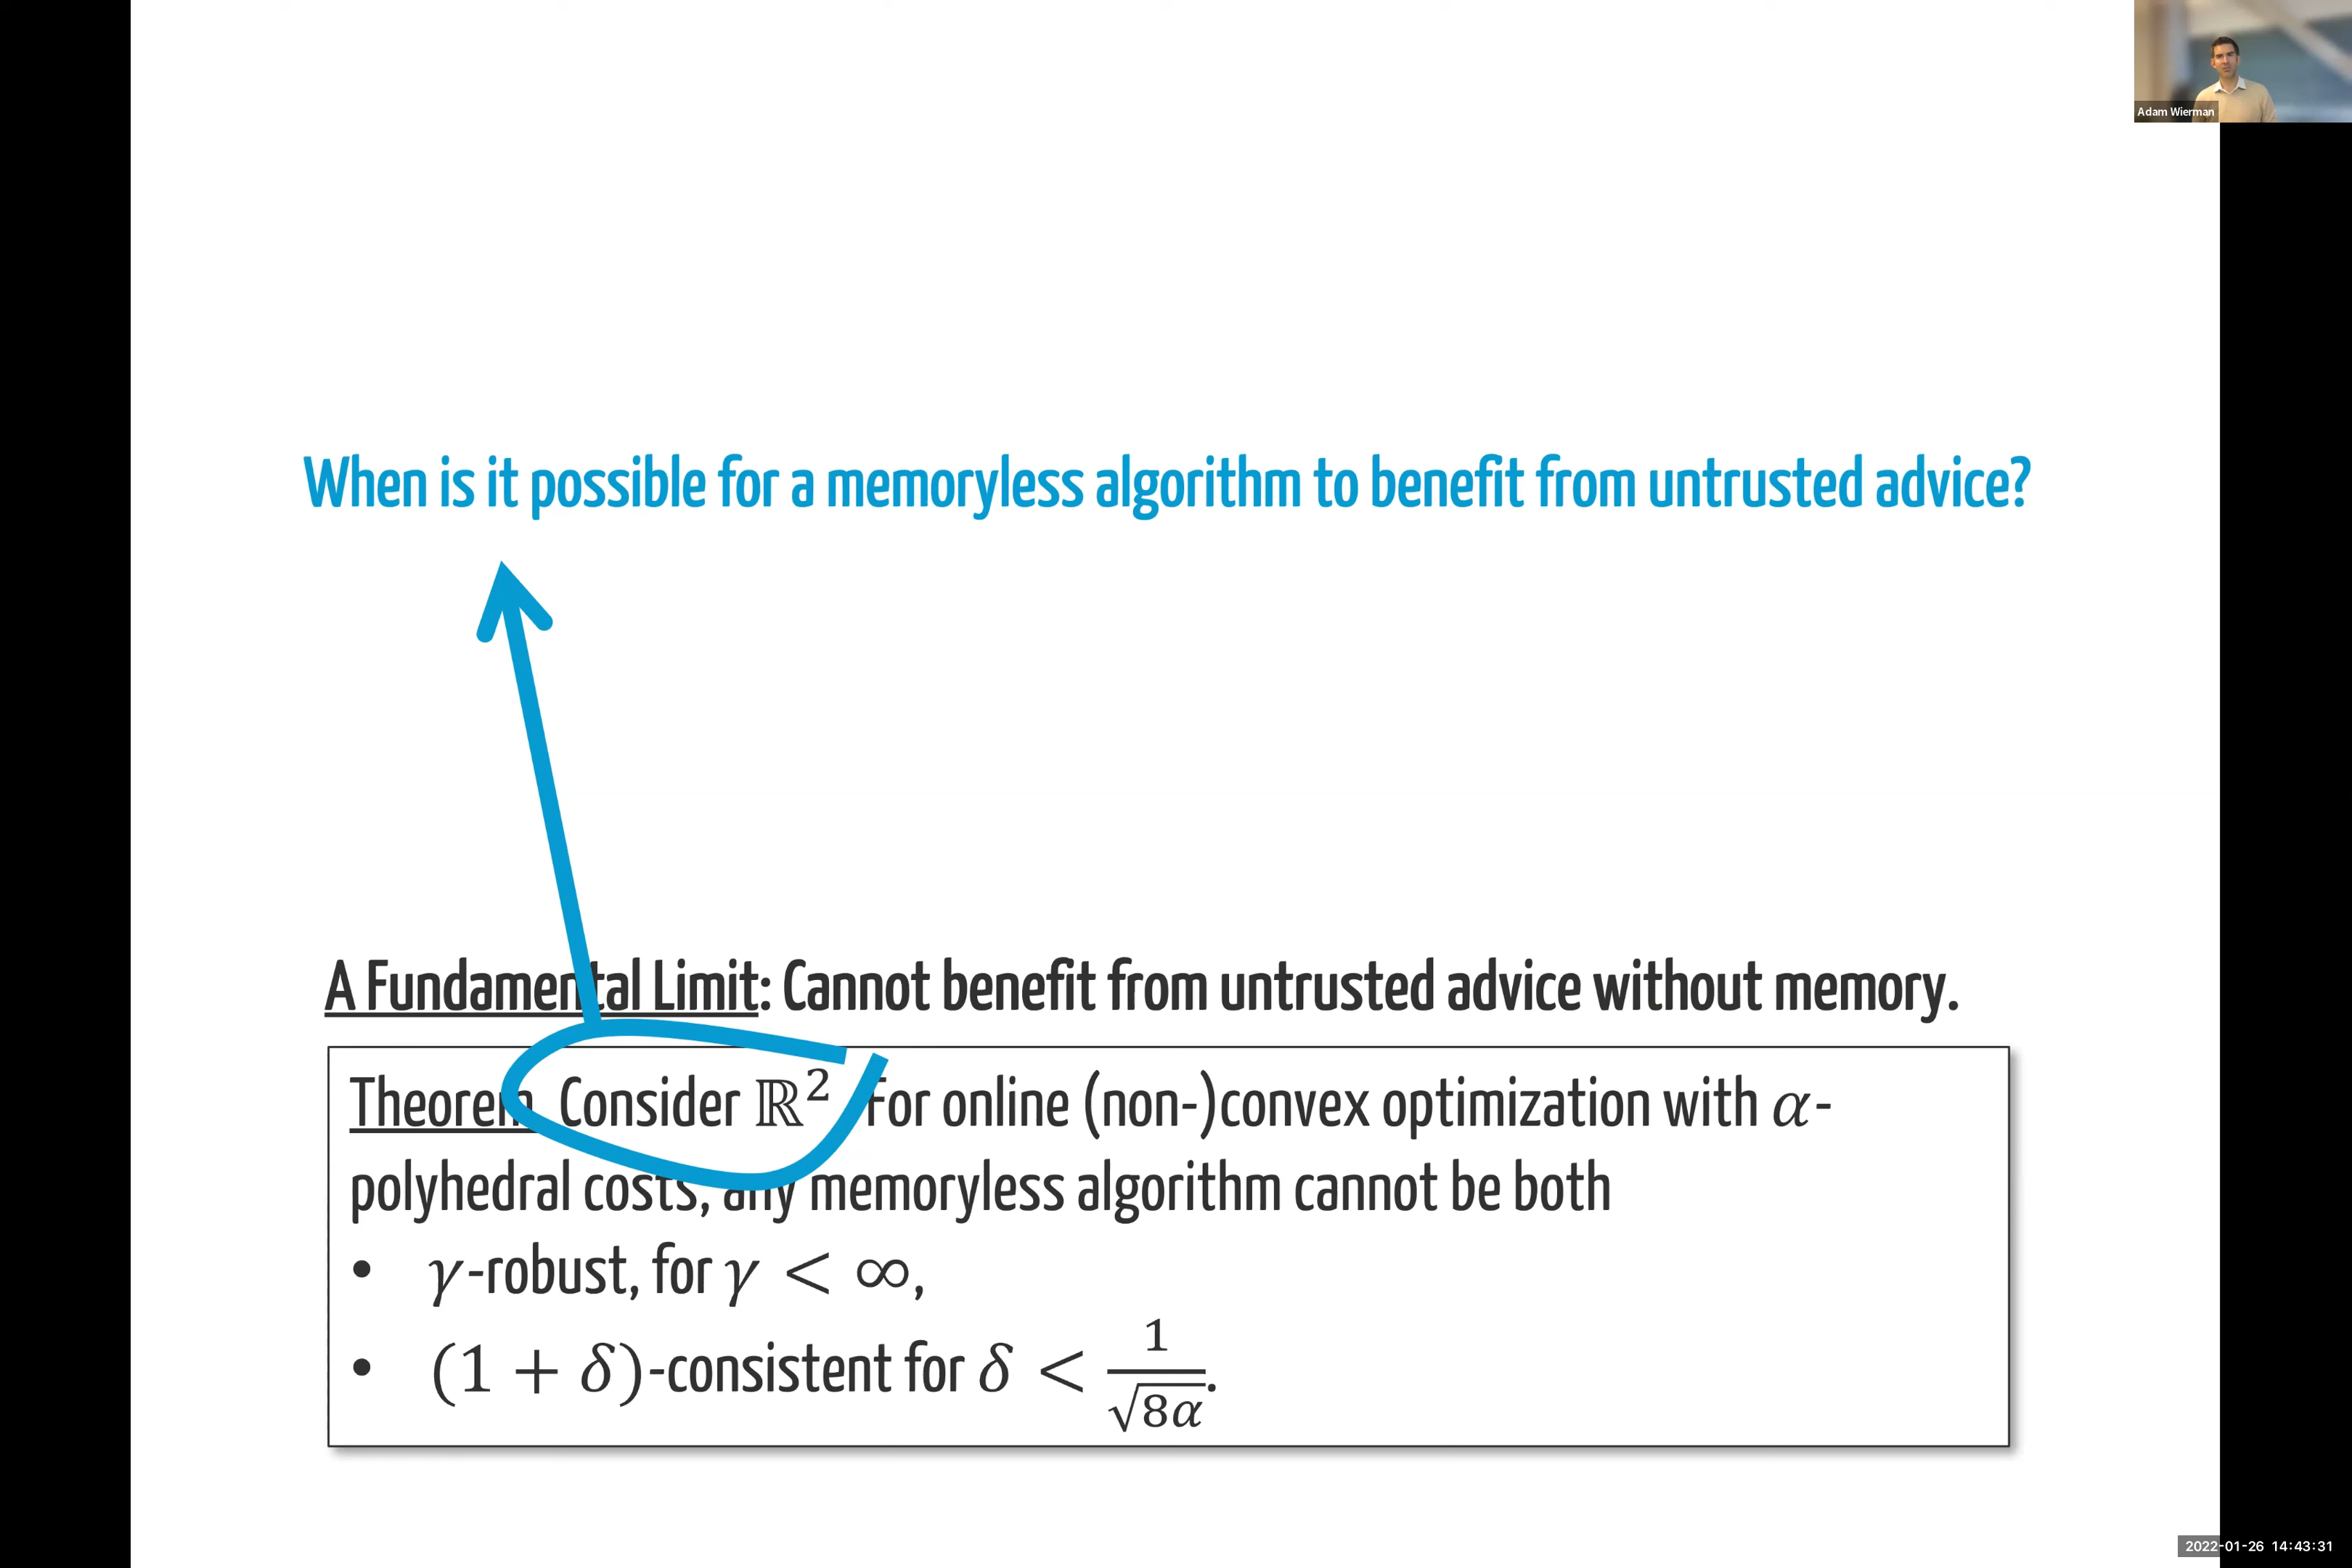 Adam Wierman
When is it possible for a memoryless algorithm to benefit from untrusted advice?
A Fundamental Limit: Cannot benefit from untrusted advice without memory.
Theorem Consider ℝ² For online (non-)convex optimization with α-
polyhedral costs, any memoryless algorithm cannot be both
• γ-robust, for γ < ∞,
• (1 + δ)-consistent for δ < 1/√8α.
2022-01-26 14:43:31